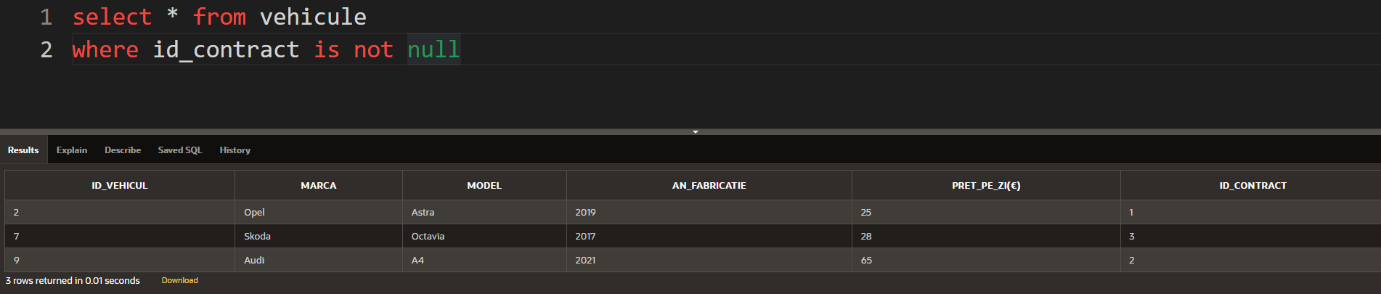 1 select * from vehicule
2 where id_contract is not null
Results Explain Describe Saved SQL History
ID_VEHICUL MARCA MODEL AN_FABRICATIE PRET_PE_ZI(€) ID_CONTRACT
2 Opel Astra 2019 25 1
7 Skoda Octavia 2017 28 3
9 Audi A4 2021 65 2
3 rows returned in 0.01 seconds Download